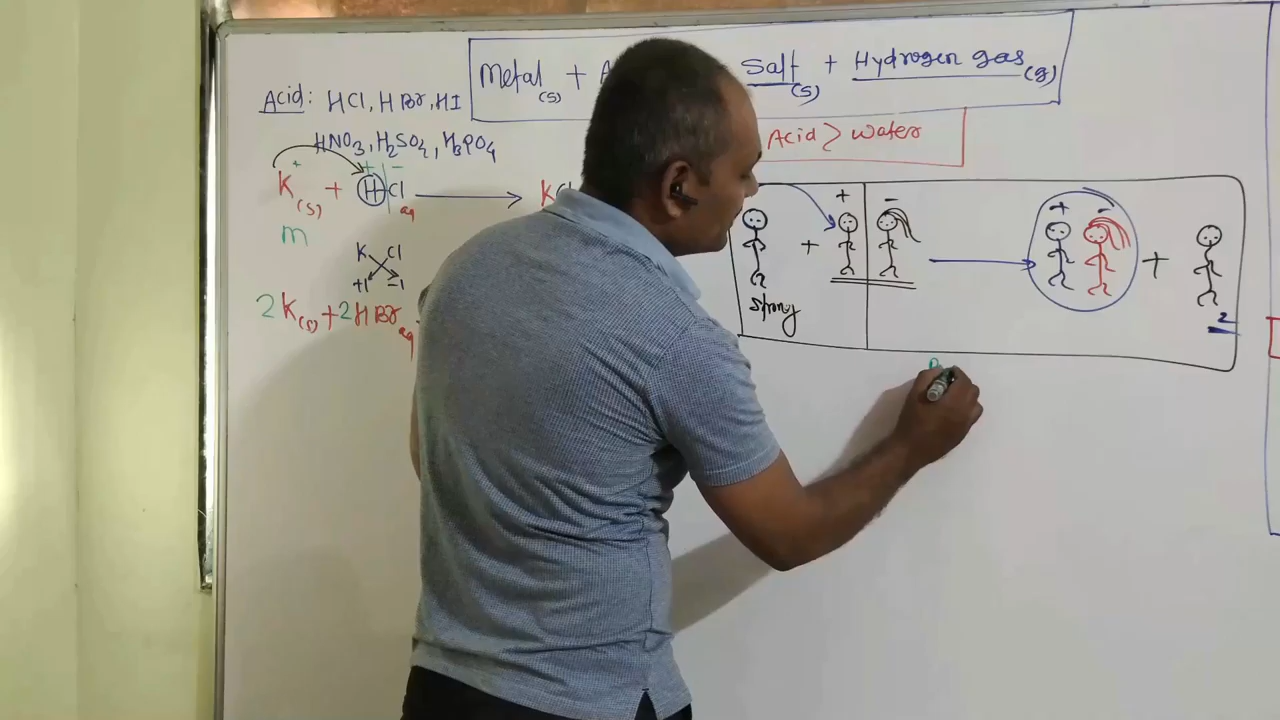 Metal(s) + A Salt(s) + Hydrogen gas(g)
Acid: HCl, HBr, HI
HNO3, H2SO4, H3PO4
Acid > Water
+ + -
K(s) + HCl aq → K
m
K Cl
+1 -1
2K(s) + 2HBr aq
+ - + -
+ +
strong
2